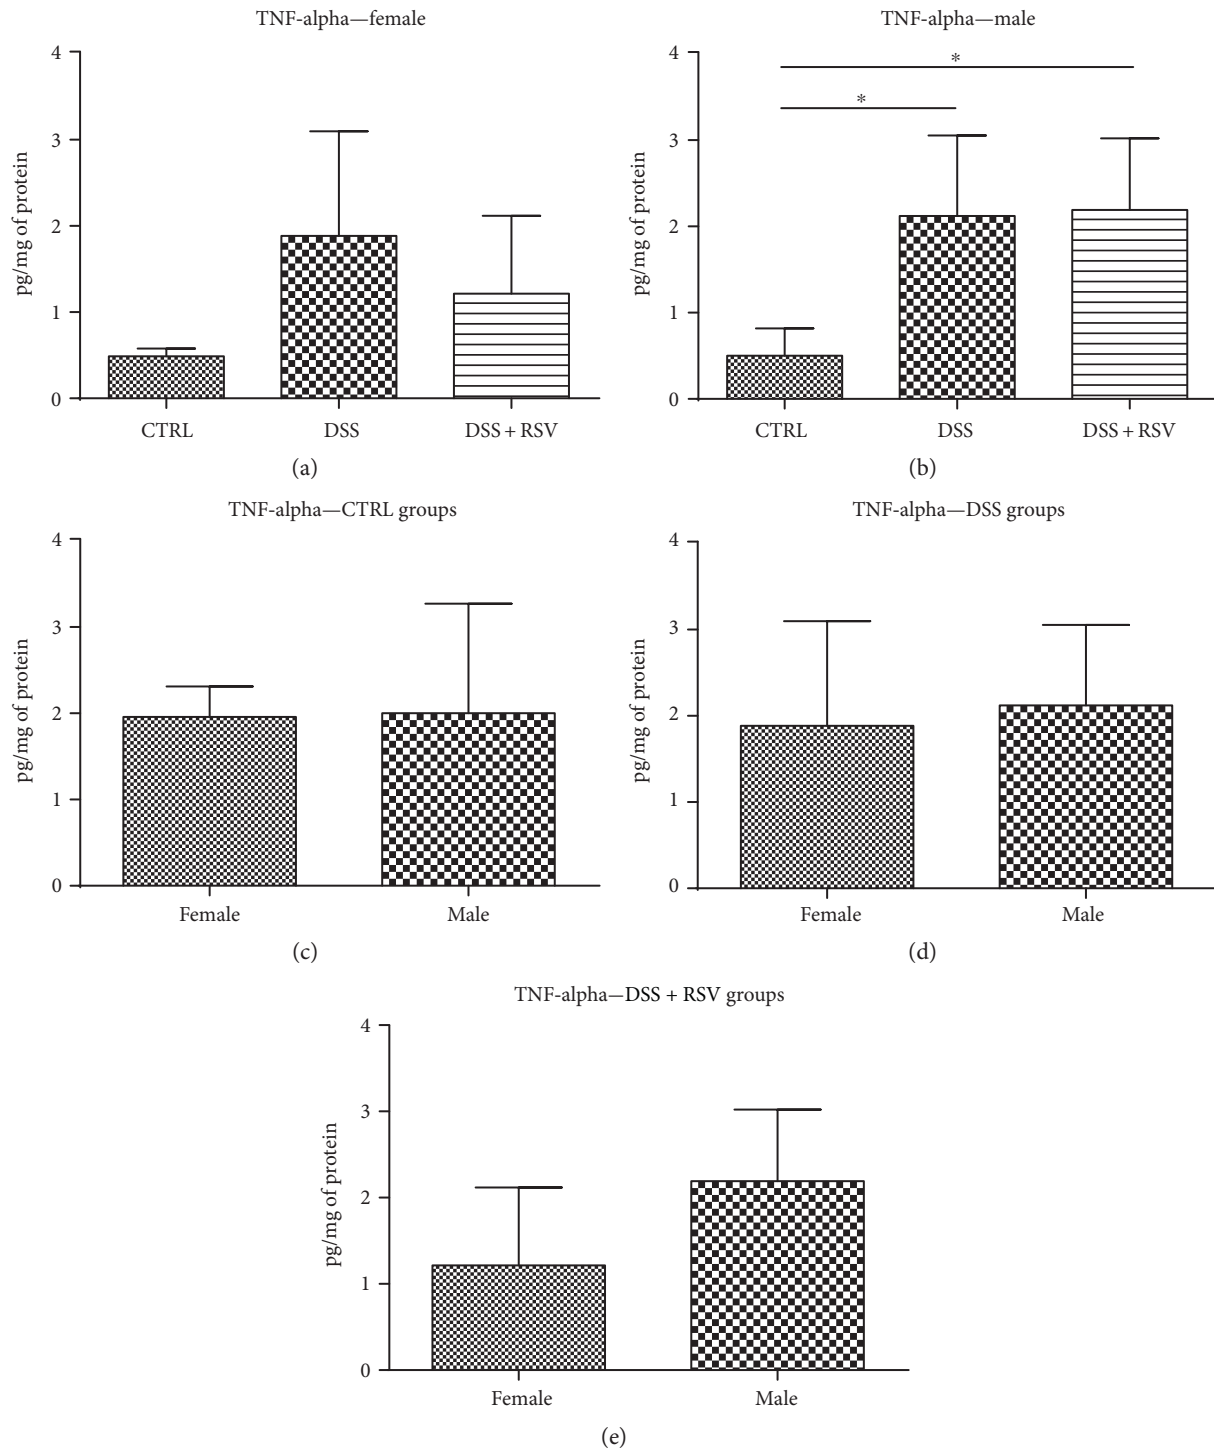 TNF-alpha—female
4
3
2
1
0
pg/mg of protein
CTRL DSS DSS + RSV
(a)
TNF-alpha—male
4
3
2
1
0
pg/mg of protein
* 
*
CTRL DSS DSS + RSV
(b)
TNF-alpha—CTRL groups
4
3
2
1
0
pg/mg of protein
Female Male
(c)
TNF-alpha—DSS groups
4
3
2
1
0
pg/mg of protein
Female Male
(d)
TNF-alpha—DSS + RSV groups
4
3
2
1
0
pg/mg of protein
Female Male
(e)